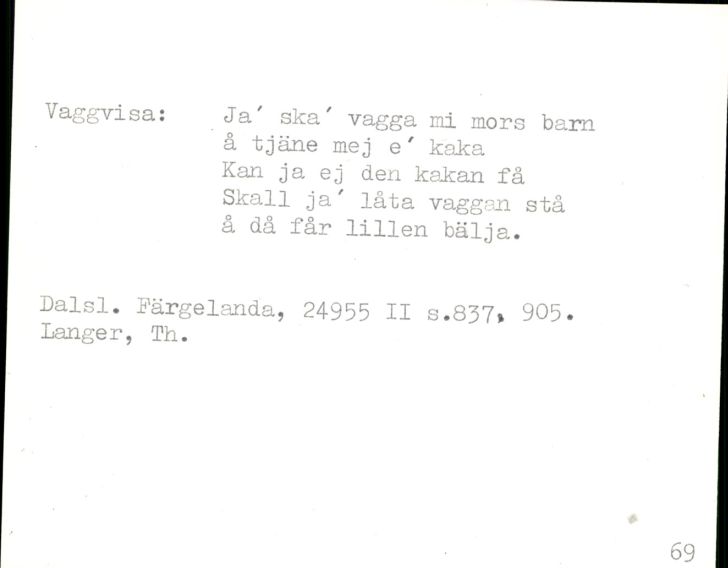 Vaggvisa: Ja' ska' vagga mi mors barn
å tjäne mej e' kaka
Kan ja ej den kakan få
Skall ja' låta vaggan stå
å då får lillen bälja.
Dalsl. Färgelanda, 24955 II s.837, 905.
Langer, Th.
69